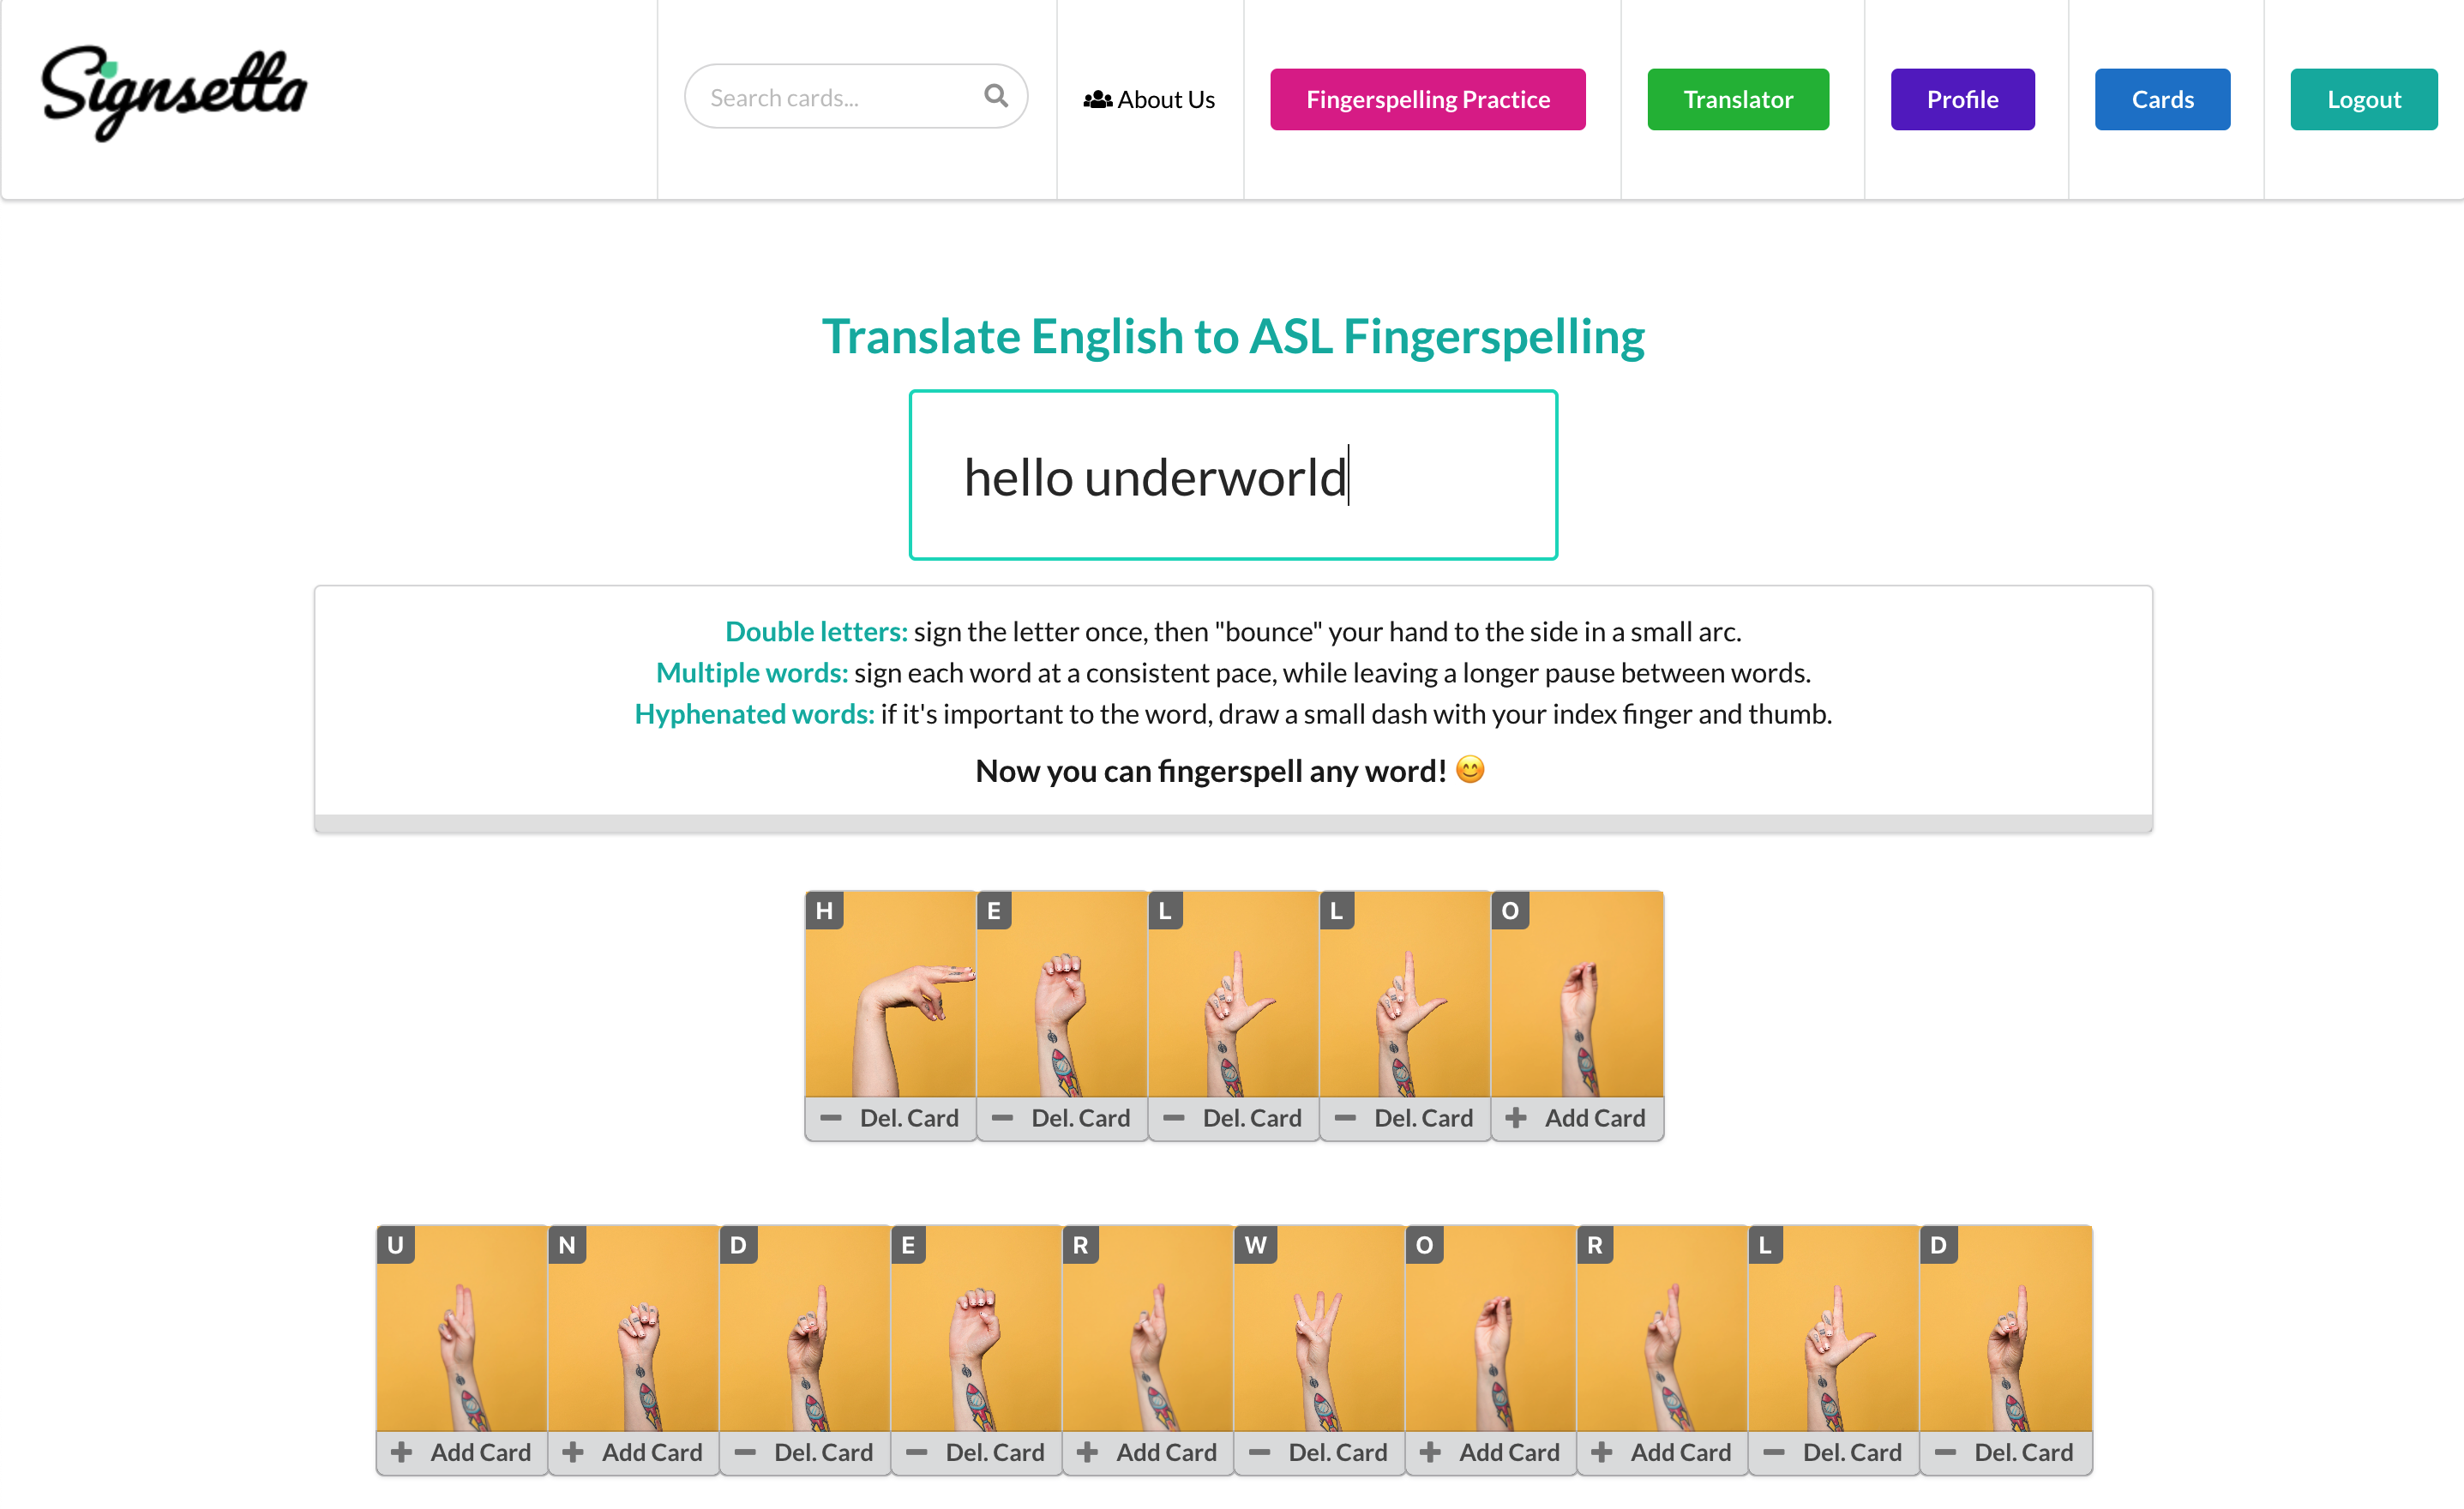 Signsetta
Search cards...
About Us
Fingerspelling Practice
Translator
Profile
Cards
Logout
Translate English to ASL Fingerspelling
hello underworld
Double letters: sign the letter once, then "bounce" your hand to the side in a small arc.
Multiple words: sign each word at a consistent pace, while leaving a longer pause between words.
Hyphenated words: if it's important to the word, draw a small dash with your index finger and thumb.
Now you can fingerspell any word! 😊
H E L L O
Del. Card Del. Card Del. Card Del. Card Add Card
U N D E R W O R L D
Add Card Add Card Del. Card Del. Card Add Card Del. Card Add Card Add Card Del. Card Del. Card